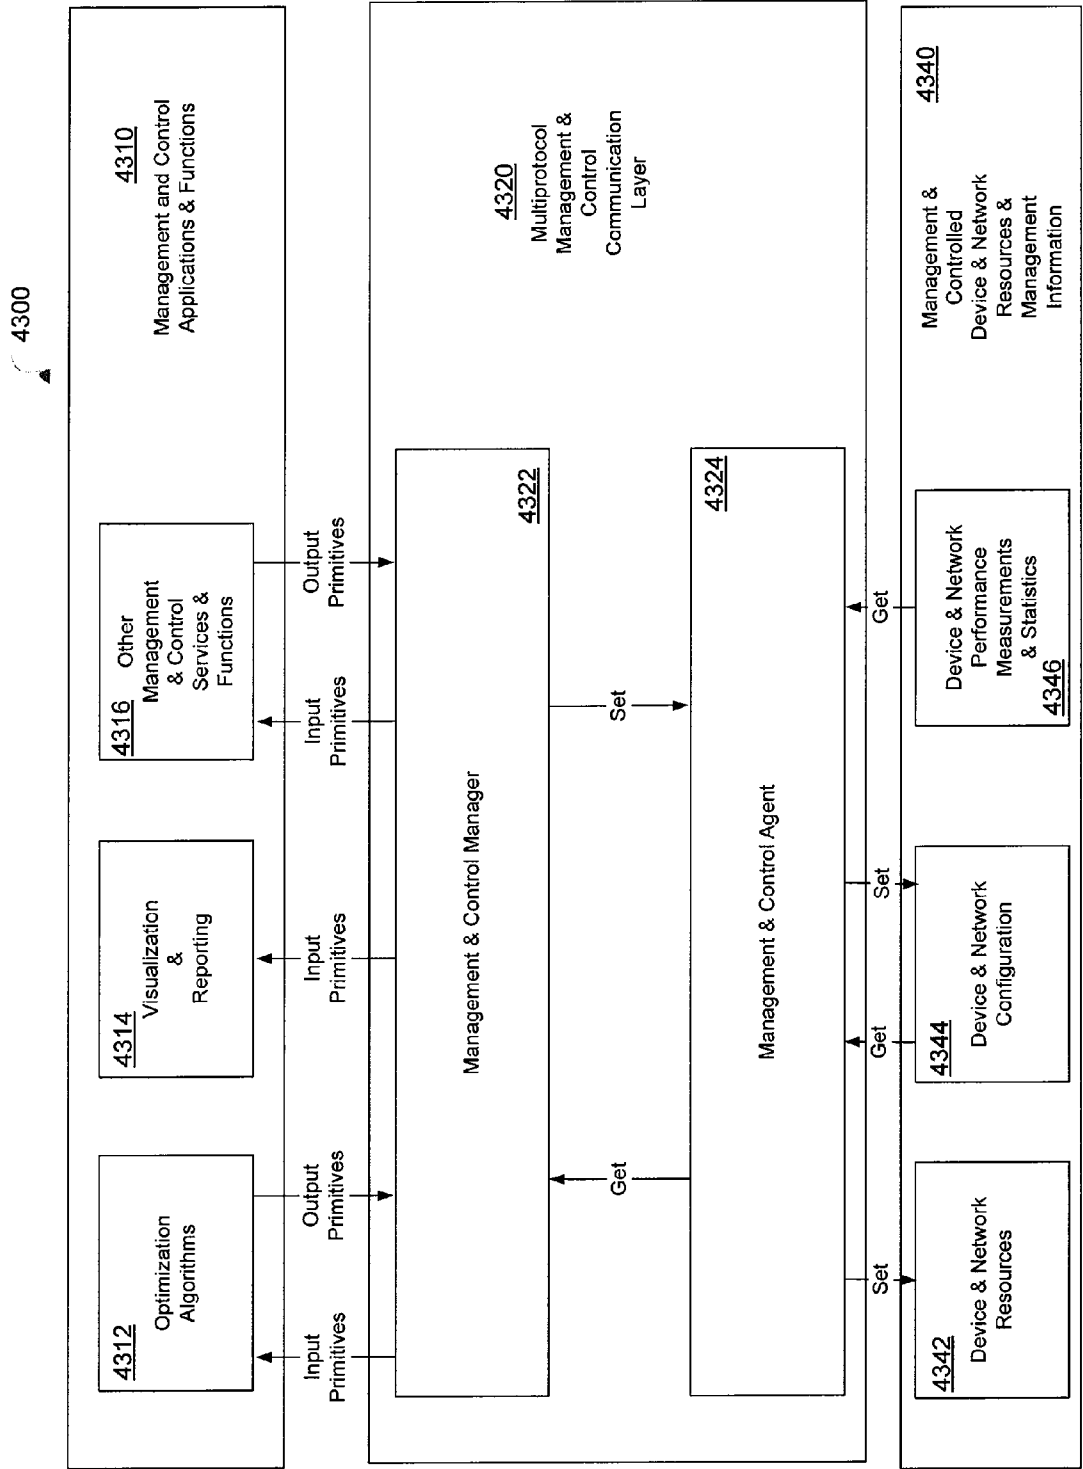 4300
4312
Optimization
Algorithms
4314
Visualization
&
Reporting
4316
Other
Management
& Control
Services &
Functions
4310
Management and Control
Applications & Functions
Input
Primitives
Output
Primitives
Input
Primitives
Input
Primitives
Output
Primitives
Management & Control Manager
4322
4320
Multiprotocol
Management &
Control
Communication
Layer
Get
Set
Management & Control Agent
4324
Set
Get
Set
Get
4342
Device & Network
Resources
4344
Device & Network
Configuration
Device & Network
Performance
Measurements
& Statistics
4346
4340
Management &
Controlled
Device & Network
Resources &
Management
Information